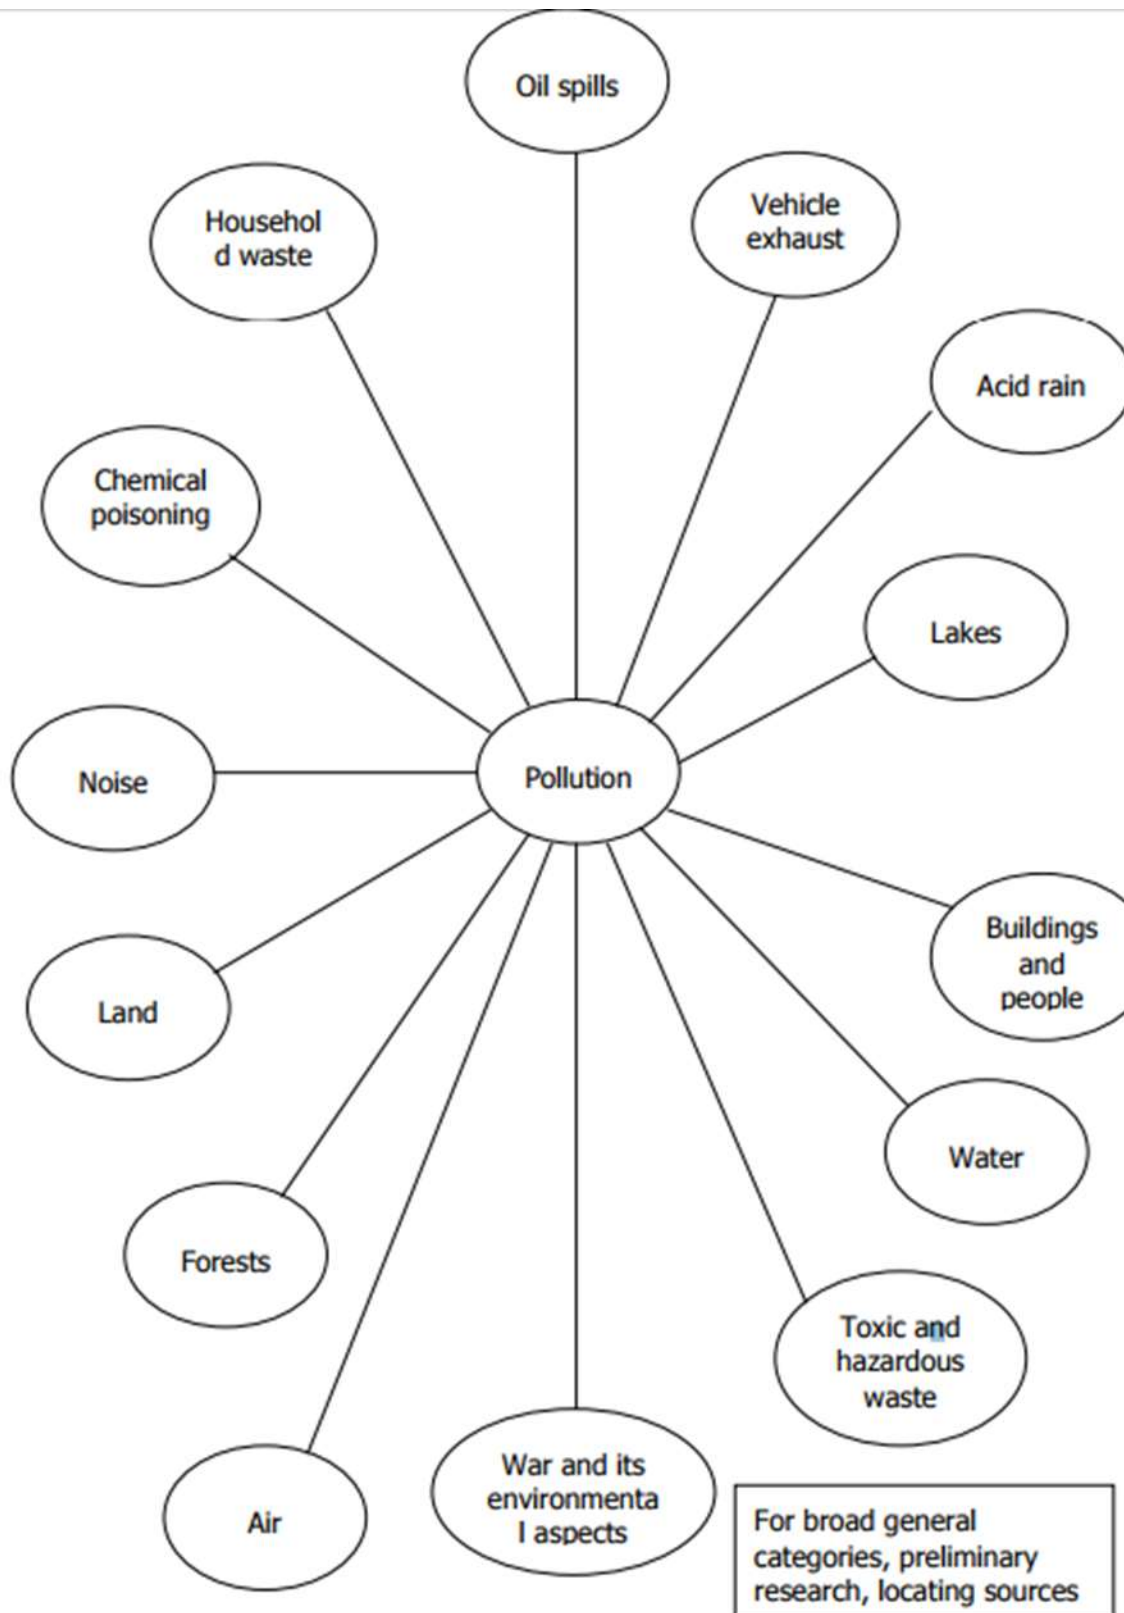 Oil spills
Vehicle
exhaust
Househol
d waste
Acid rain
Chemical
poisoning
Lakes
Noise
Pollution
Buildings
and
people
Land
Water
Forests
Toxic and
hazardous
waste
War and its
environmenta
l aspects
Air
For broad general
categories, preliminary
research, locating sources